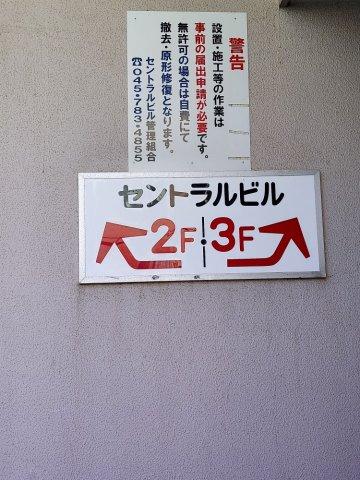 警告
設置・施工等の作業は
事前の届出申請が必要です。
無許可の場合は自費にて
撤去・原形修復となります。
セントラルビル管理組合
☎045・783・4855
セントラルビル
2F 3F